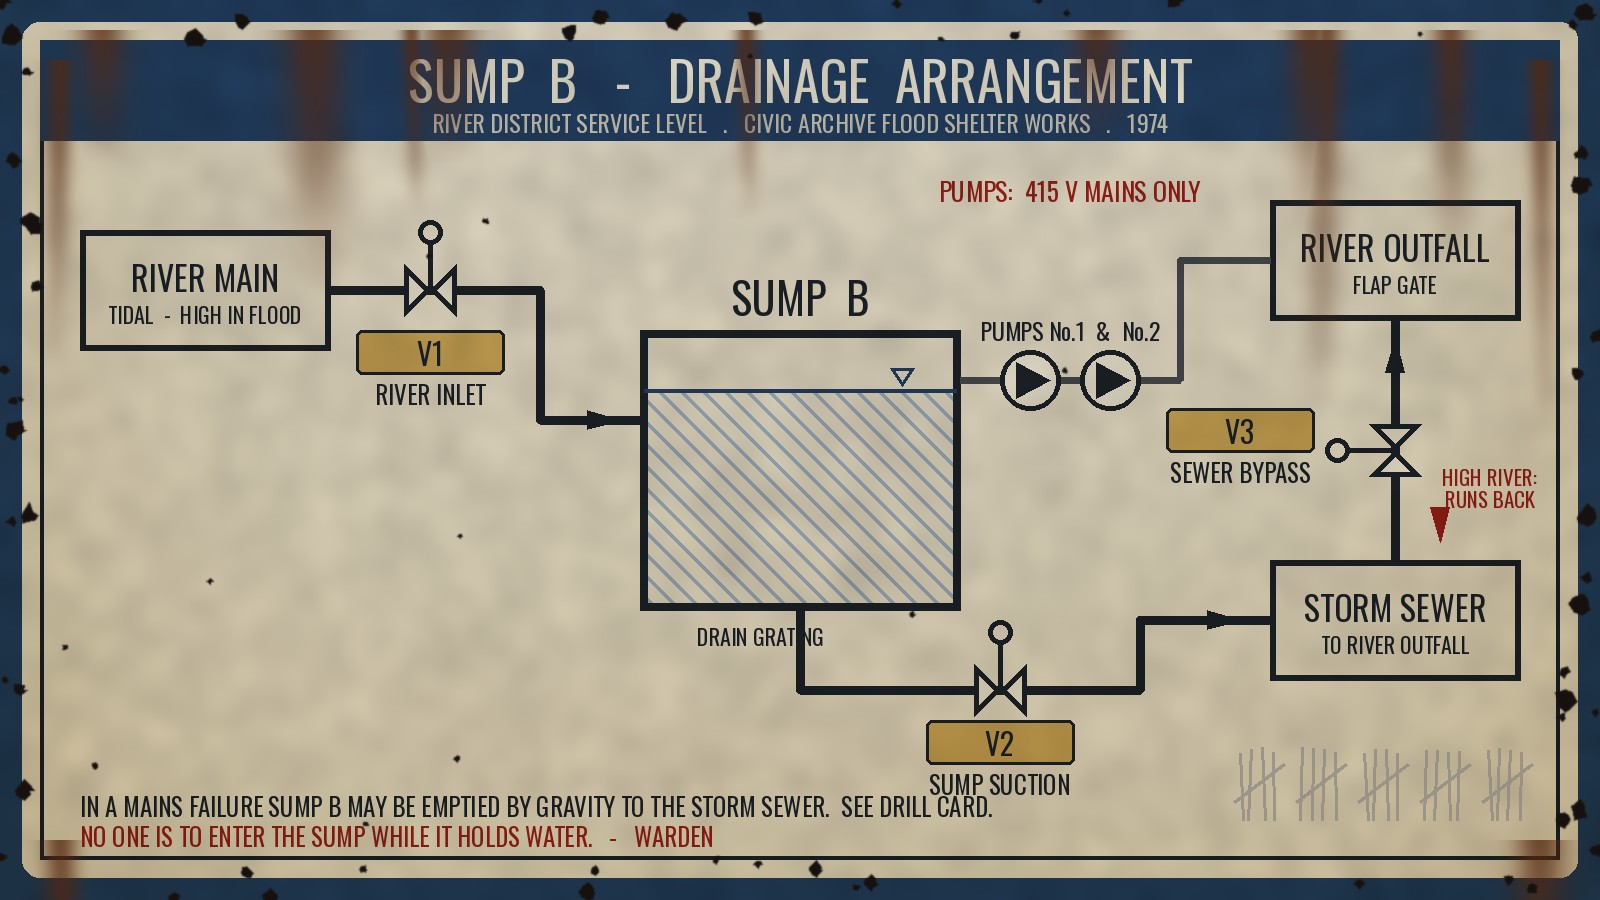 SUMP B - DRAINAGE ARRANGEMENT
RIVER DISTRICT SERVICE LEVEL . CIVIC ARCHIVE FLOOD SHELTER WORKS . 1974
PUMPS: 415 V MAINS ONLY
RIVER MAIN
TIDAL - HIGH IN FLOOD
V1
RIVER INLET
SUMP B
PUMPS No.1 & No.2
RIVER OUTFALL
FLAP GATE
V3
SEWER BYPASS
HIGH RIVER:
RUNS BACK
STORM SEWER
TO RIVER OUTFALL
DRAIN GRATING
V2
SUMP SUCTION
IN A MAINS FAILURE SUMP B MAY BE EMPTIED BY GRAVITY TO THE STORM SEWER. SEE DRILL CARD.
NO ONE IS TO ENTER THE SUMP WHILE IT HOLDS WATER. - WARDEN